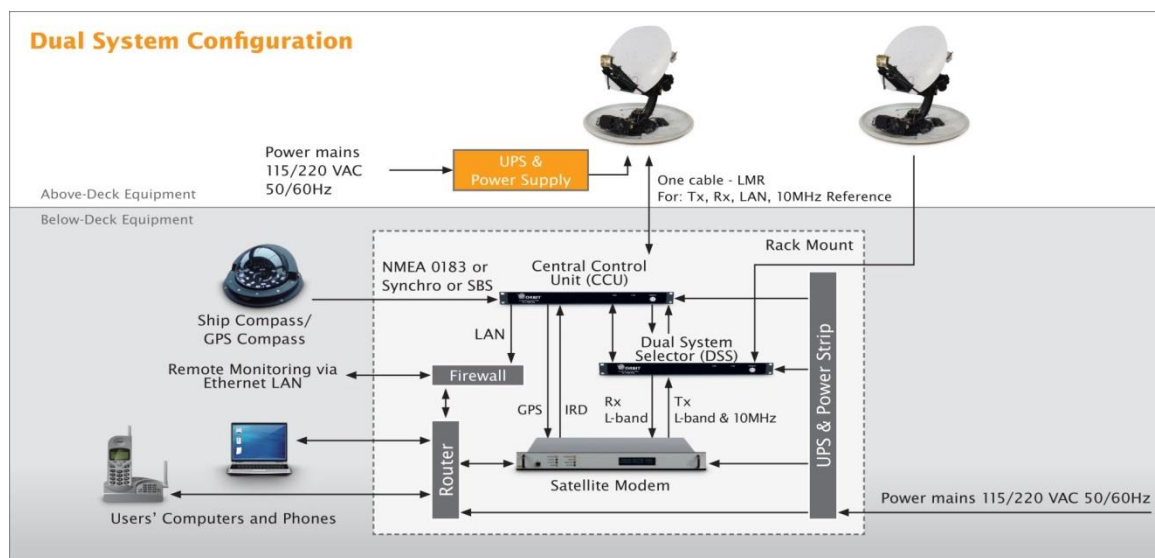 Dual System Configuration
Power mains
115/220 VAC
50/60Hz
UPS &
Power Supply
One cable - LMR
For: Tx, Rx, LAN, 10MHz Reference
Above-Deck Equipment
Below-Deck Equipment
Rack Mount
NMEA 0183 or
Synchro or SBS
Central Control
Unit (CCU)
ORBIT
Ship Compass/
GPS Compass
LAN
Dual System
Selector (DSS)
ORBIT
Remote Monitoring via
Ethernet LAN
Firewall
GPS
IRD
Rx
L-band
Tx
L-band & 10MHz
UPS & Power Strip
Router
Satellite Modem
Users' Computers and Phones
Power mains 115/220 VAC 50/60Hz